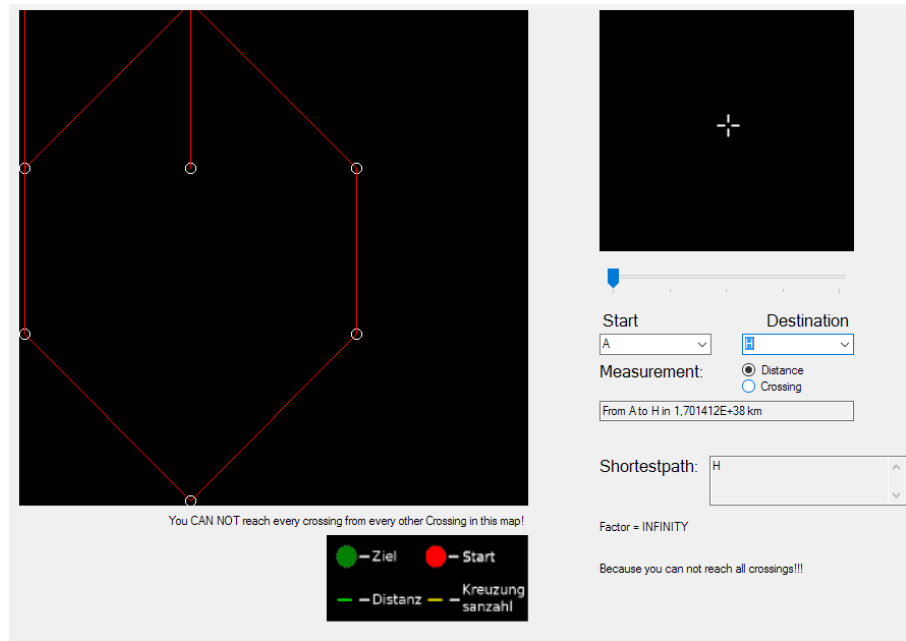 Start
Destination
A
H
Measurement:
Distance
Crossing
From A to H in 1,701412E+38 km
Shortestpath:
H
You CAN NOT reach every crossing from every other Crossing in this map!
Factor = INFINITY
Because you can not reach all crossings!!!
– Ziel
– Start
– Distanz
– Kreuzung
sanzahl